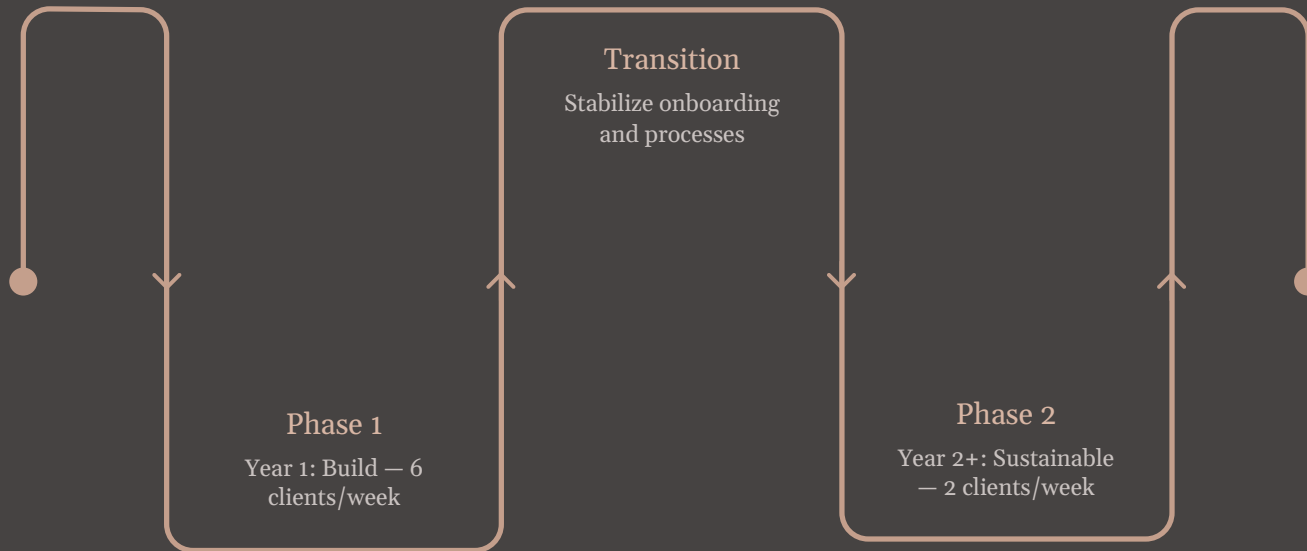 Transition
Stabilize onboarding
and processes
Phase 1
Year 1: Build — 6
clients/week
Phase 2
Year 2+: Sustainable
— 2 clients/week